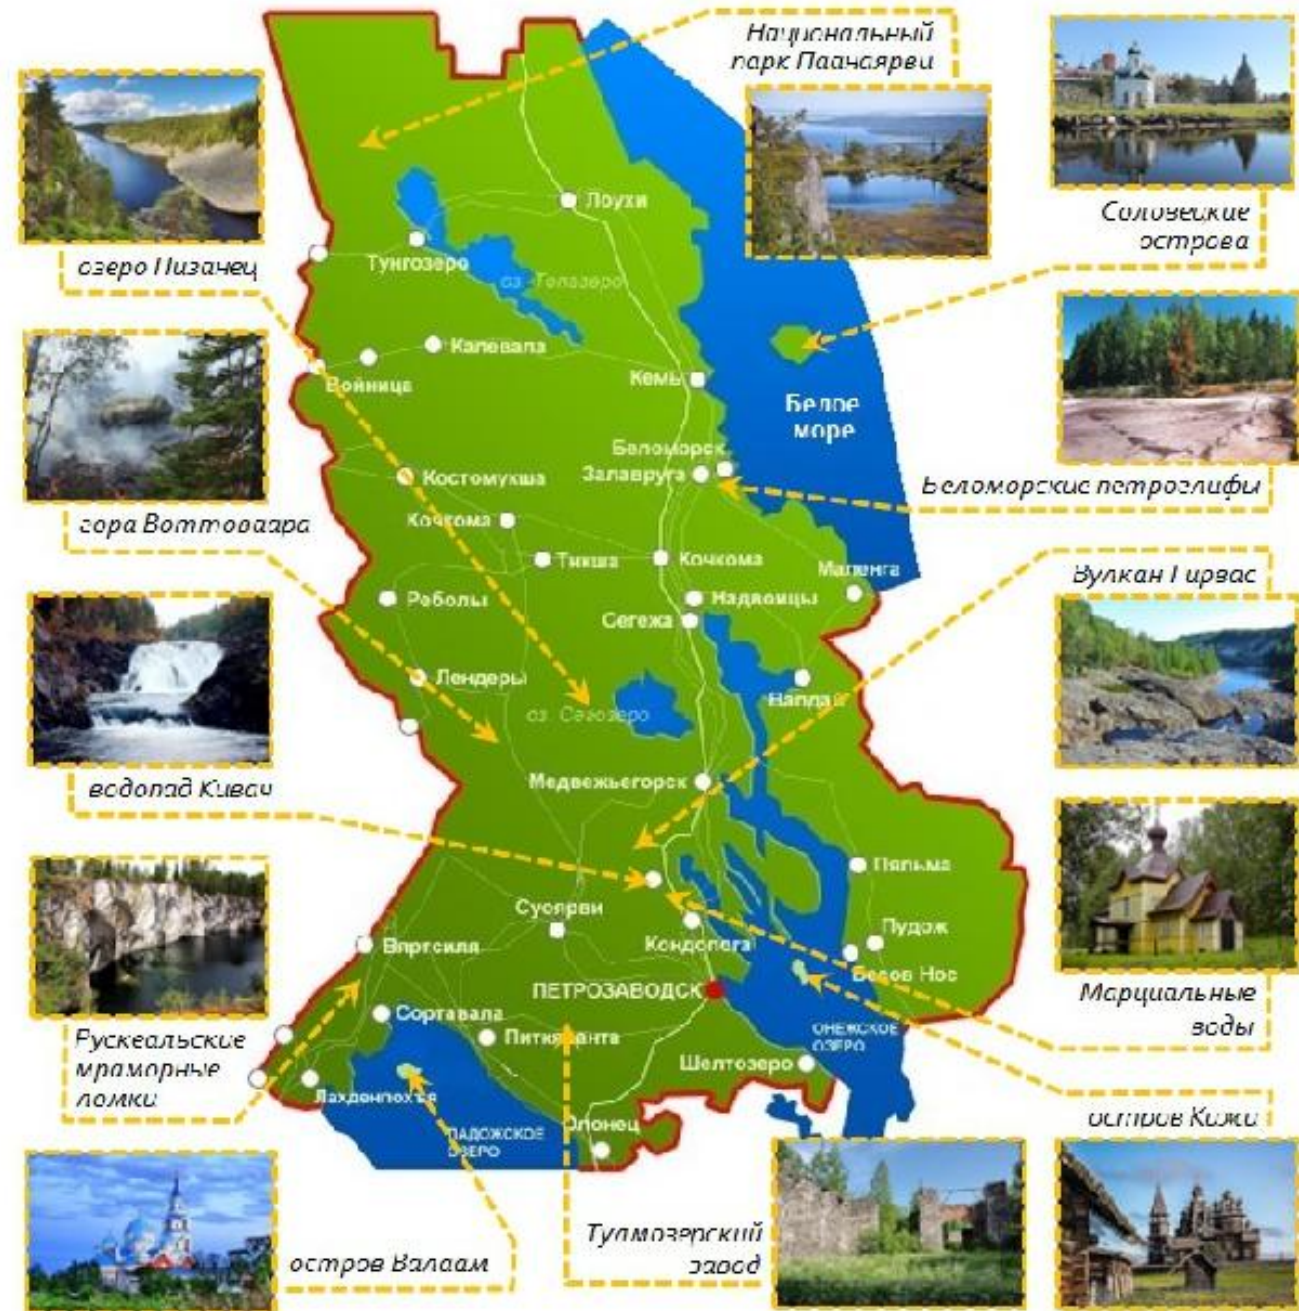 Национальный
парк Паанаярви
Соловецкие
острова
Лоухи
озеро Пизанец
Тунгозеро
оз. Топозеро
Калевала
Войница
Кемь
Белое
море
Беломорск
Залавруга
Костомукша
Беломорские петроглифы
гора Воттоваара
Кочкома
Тикша
Кочкома
Маленга
Вулкан Гирвас
Реболы
Надвоицы
Сегежа
Лендеры
оз. Сегозеро
Медвежьегорск
водопад Кивач
Пяльма
Суоярви
Пудож
Кондопога
Бесов Нос
Вяртсиля
ПЕТРОЗАВОДСК
Марциальные
воды
Рускеальские
мраморные
ломки
Сортавала
Питкяранта
ОНЕЖСКОЕ
ОЗЕРО
Шелтозеро
Лахденпохья
остров Кижи
ЛАДОЖСКОЕ
ОЗЕРО
Олонец
остров Валаам
Тулмозерский
завод